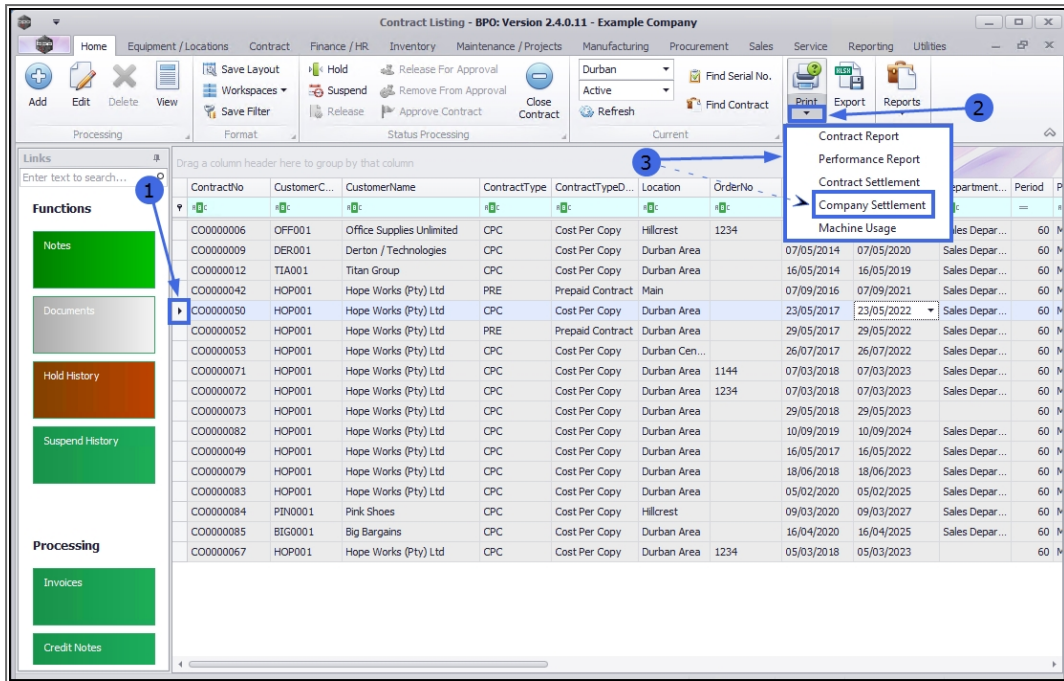 Contract Listing - BPO: Version 2.4.0.11 - Example Company
Home Equipment / Locations Contract Finance / HR Inventory Maintenance / Projects Manufacturing Procurement Sales Service Reporting Utilities
Add Edit Delete View
Save Layout
Workspaces
Save Filter
Hold
Suspend
Release
Release For Approval
Remove From Approval
Approve Contract
Close Contract
Durban
Active
Refresh
Find Serial No.
Find Contract
Print Export Reports
Processing Format Status Processing Current
2
Contract Report
Performance Report
Contract Settlement
Company Settlement
Machine Usage
3
1
Links
Enter text to search...
Functions
Notes
Documents
Hold History
Suspend History
Processing
Invoices
Credit Notes
Drag a column header here to group by that column
ContractNo CustomerC... CustomerName ContractType ContractTypeD... Location OrderNo epartment... Period P
CO0000006 OFF001 Office Supplies Unlimited CPC Cost Per Copy Hillcrest 1234 Sales Depar... 60 M
CO0000009 DER001 Derton / Technologies CPC Cost Per Copy Durban Area 07/05/2014 07/05/2020 Sales Depar... 60 M
CO0000012 TIA001 Titan Group CPC Cost Per Copy Durban Area 16/05/2014 16/05/2019 Sales Depar... 60 M
CO0000042 HOP001 Hope Works (Pty) Ltd PRE Prepaid Contract Main 07/09/2016 07/09/2021 Sales Depar... 60 M
CO0000050 HOP001 Hope Works (Pty) Ltd CPC Cost Per Copy Durban Area 23/05/2017 23/05/2022 Sales Depar... 60 M
CO0000052 HOP001 Hope Works (Pty) Ltd PRE Prepaid Contract Durban Area 29/05/2017 29/05/2022 Sales Depar... 60 M
CO0000053 HOP001 Hope Works (Pty) Ltd CPC Cost Per Copy Durban Cen... 26/07/2017 26/07/2022 Sales Depar... 60 M
CO0000071 HOP001 Hope Works (Pty) Ltd CPC Cost Per Copy Durban Area 1144 07/03/2018 07/03/2023 Sales Depar... 60 M
CO0000072 HOP001 Hope Works (Pty) Ltd CPC Cost Per Copy Durban Area 1234 07/03/2018 07/03/2023 Sales Depar... 60 M
CO0000073 HOP001 Hope Works (Pty) Ltd CPC Cost Per Copy Durban Area 29/05/2018 29/05/2023 60 M
CO0000082 HOP001 Hope Works (Pty) Ltd CPC Cost Per Copy Durban Area 10/09/2019 10/09/2024 Sales Depar... 60 M
CO0000049 HOP001 Hope Works (Pty) Ltd CPC Cost Per Copy Durban Area 16/05/2017 16/05/2022 Sales Depar... 60 M
CO0000079 HOP001 Hope Works (Pty) Ltd CPC Cost Per Copy Durban Area 18/06/2018 18/06/2023 Sales Depar... 60 M
CO0000083 HOP001 Hope Works (Pty) Ltd CPC Cost Per Copy Durban Area 05/02/2020 05/02/2025 Sales Depar... 60 M
CO0000084 PIN0001 Pink Shoes CPC Cost Per Copy Hillcrest 09/03/2020 09/03/2027 Sales Depar... 60 M
CO0000085 BIG0001 Big Bargains CPC Cost Per Copy Durban Area 16/04/2020 16/04/2025 Sales Depar... 60 M
CO0000067 HOP001 Hope Works (Pty) Ltd CPC Cost Per Copy Durban Area 1234 05/03/2018 05/03/2023 60 M